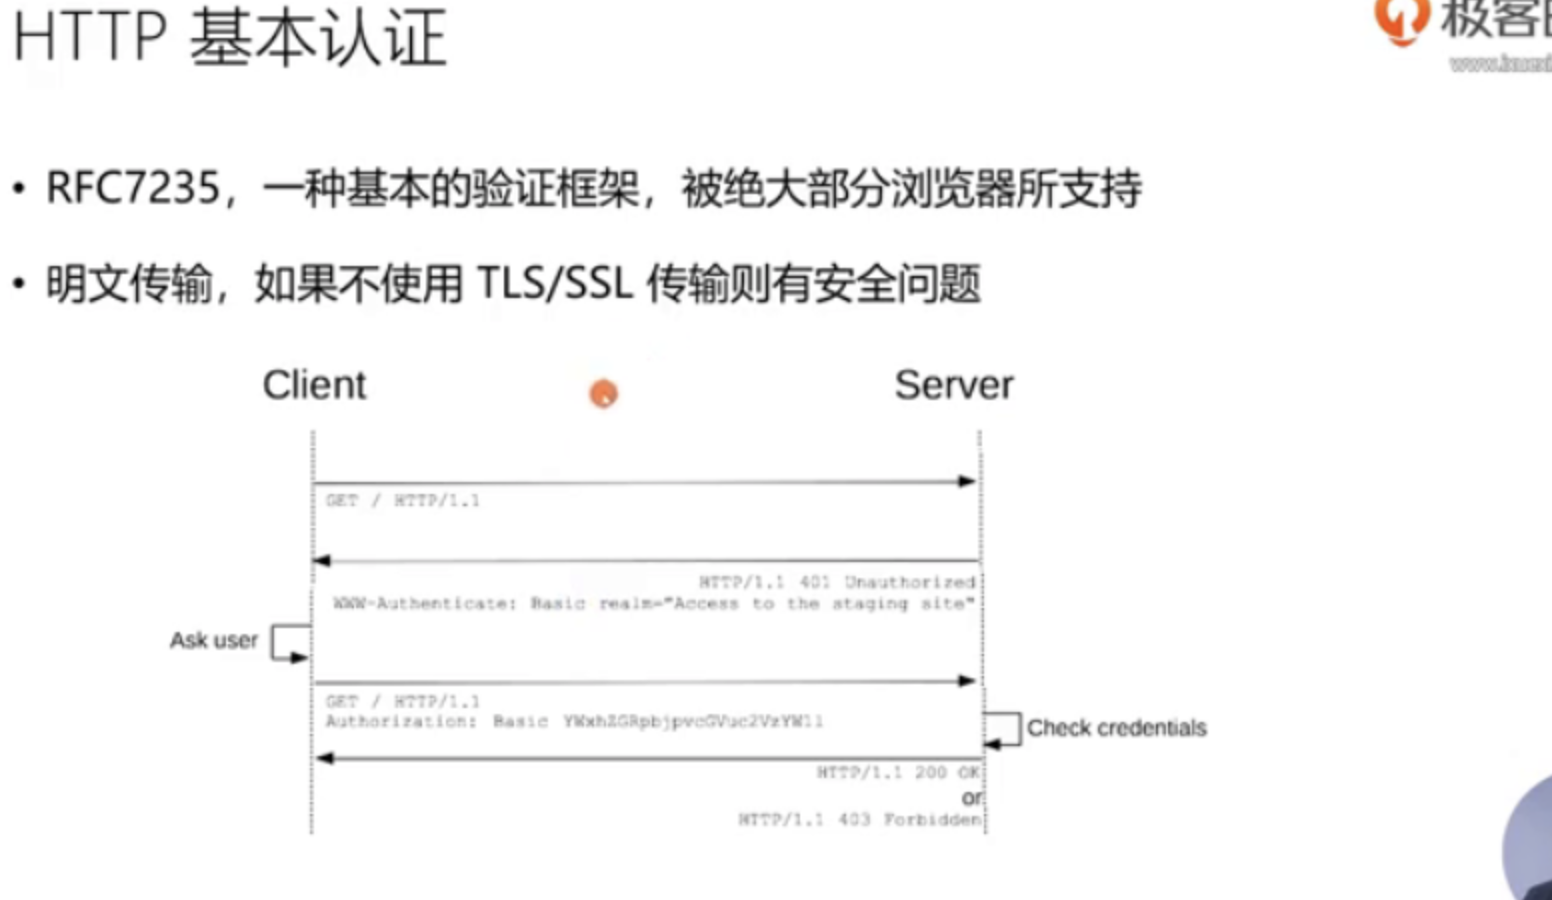 HTTP 基本认证
极客
• RFC7235，一种基本的验证框架，被绝大部分浏览器所支持
• 明文传输，如果不使用 TLS/SSL 传输则有安全问题
Client
Server
GET / HTTP/1.1
HTTP/1.1 401 Unauthorized
WWW-Authenticate: Basic realm="Access to the staging site"
Ask user
GET / HTTP/1.1
Authorization: Basic YWxhZGRpbjpvcGVuc2VzYW1l
Check credentials
HTTP/1.1 200 OK
or
HTTP/1.1 403 Forbidden